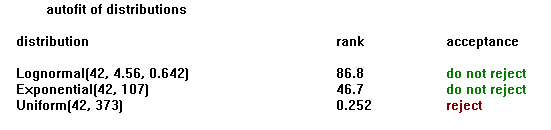 autofit of distributions
distribution rank acceptance
Lognormal(42, 4.56, 0.642) 86.8 do not reject
Exponential(42, 107) 46.7 do not reject
Uniform(42, 373) 0.252 reject